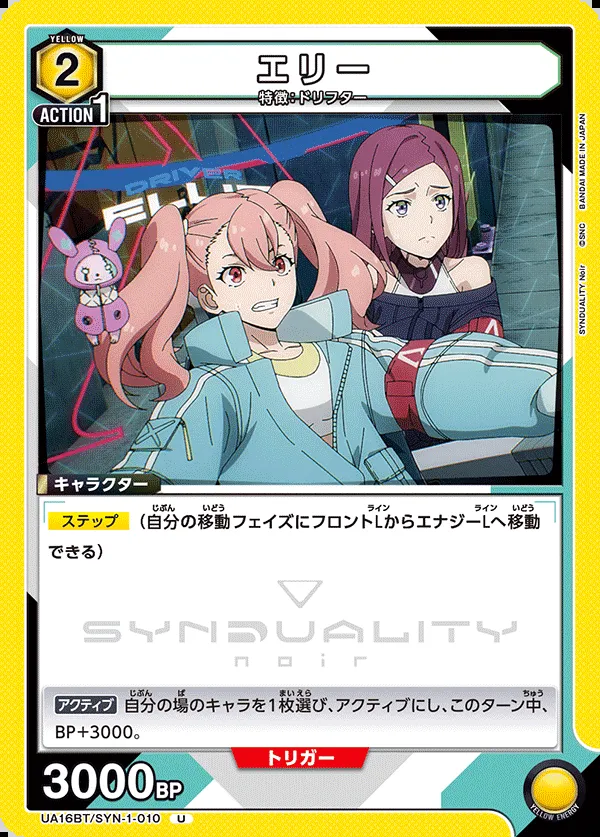 YELLOW
2
エリー
特徴:ドリフター
ACTION 1
DRIVER
キャラクター
ステップ (自分の移動フェイズにフロントLからエナジーLへ移動
できる)
SYNDUALITY
noir
アクティブ 自分の場のキャラを1枚選び、アクティブにし、このターン中、
BP+3000。
トリガー
3000BP
YELLOW ENERGY
UA16BT/SYN-1-010 U
SYNDUALITY Noir ©SNC BANDAI MADE IN JAPAN